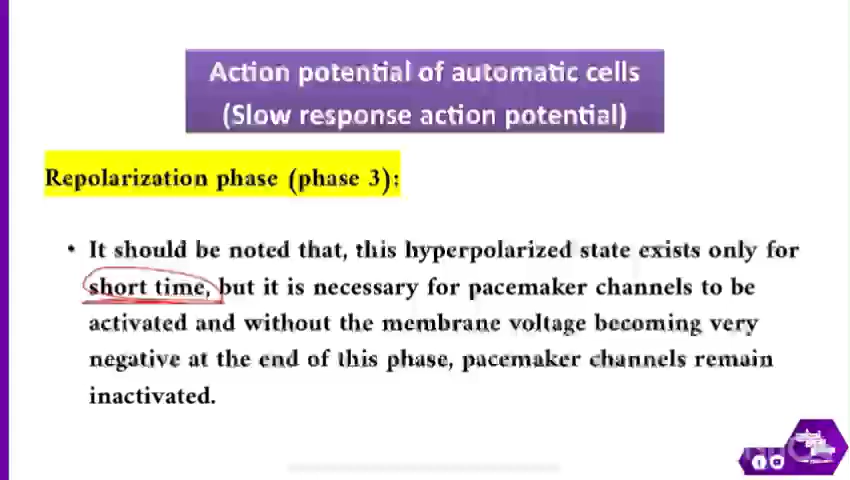 Action potential of automatic cells
(Slow response action potential)
Repolarization phase (phase 3):
• It should be noted that, this hyperpolarized state exists only for
short time, but it is necessary for pacemaker channels to be
activated and without the membrane voltage becoming very
negative at the end of this phase, pacemaker channels remain
inactivated.